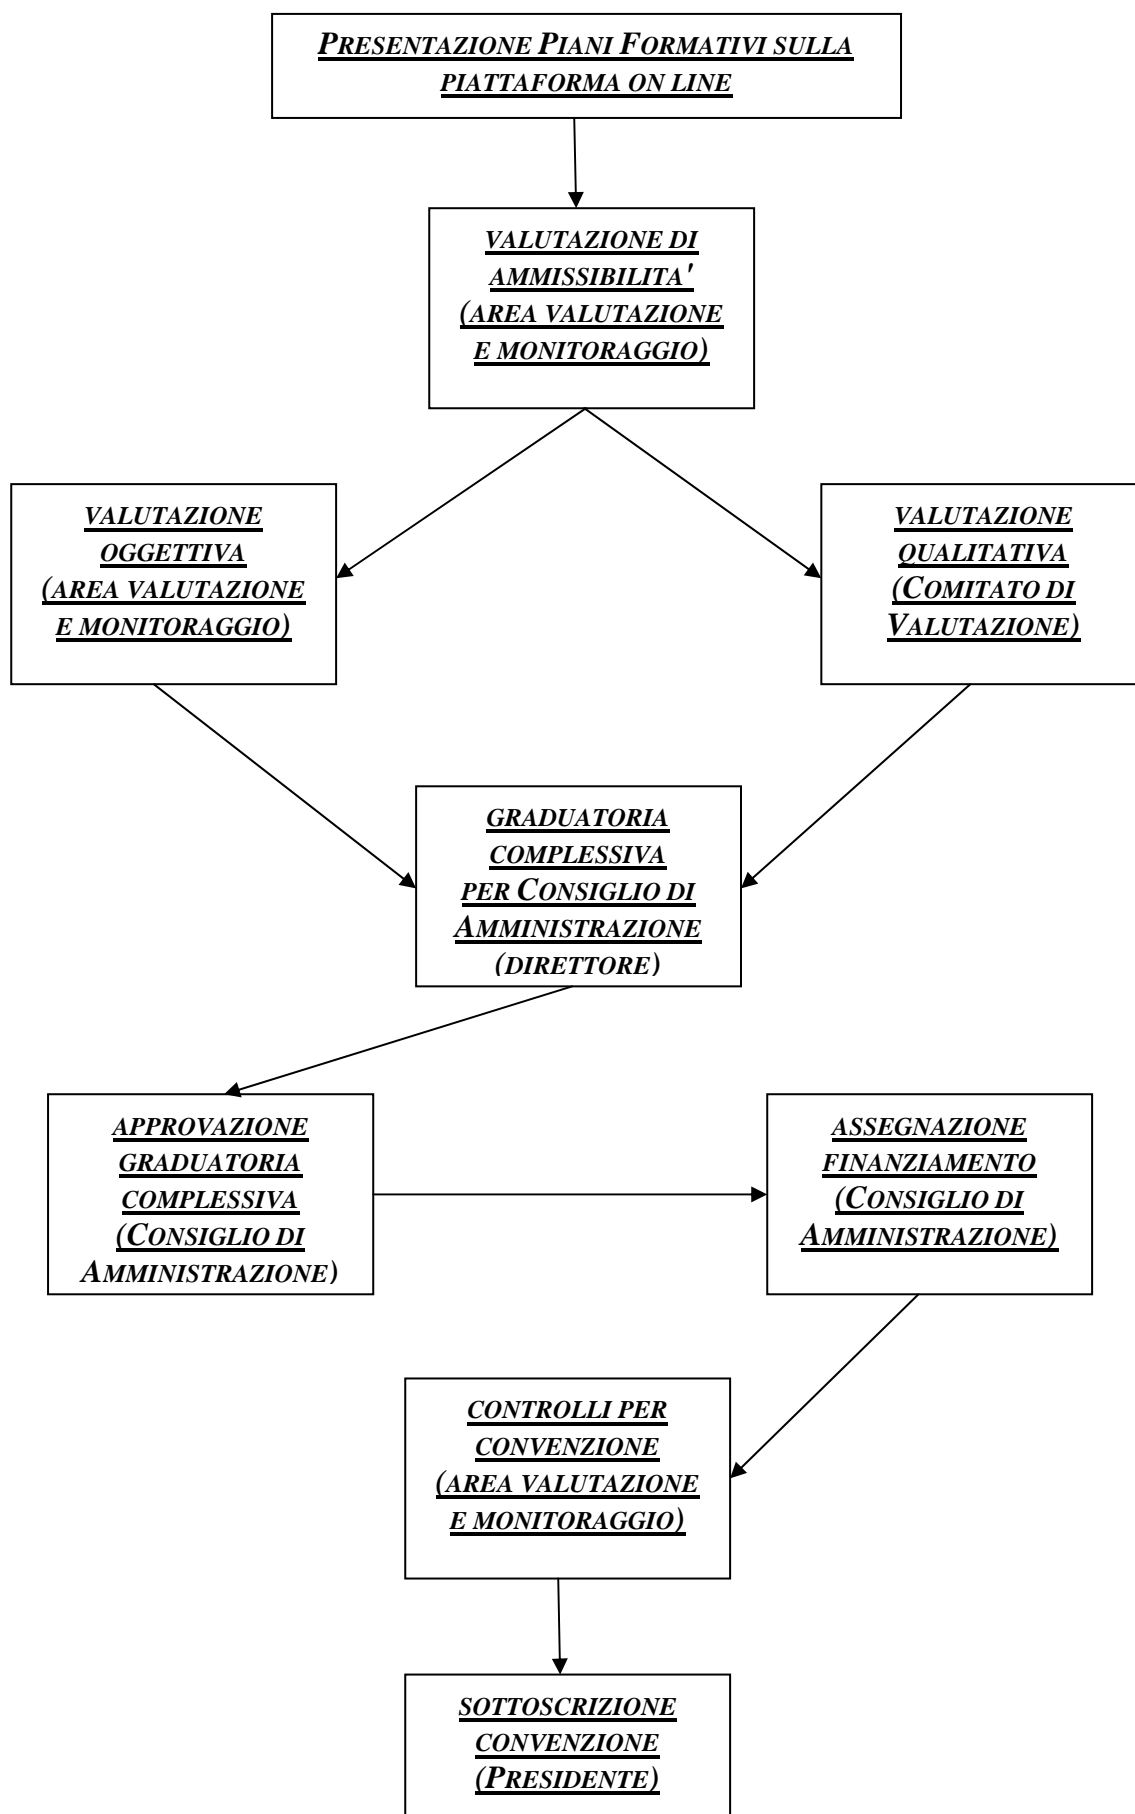 PRESENTAZIONE PIANI FORMATIVI SULLA
PIATTAFORMA ON LINE
VALUTAZIONE DI
AMMISSIBILITA'
(AREA VALUTAZIONE
E MONITORAGGIO)
VALUTAZIONE
OGGETTIVA
(AREA VALUTAZIONE
E MONITORAGGIO)
VALUTAZIONE
QUALITATIVA
(COMITATO DI
VALUTAZIONE)
GRADUATORIA
COMPLESSIVA
PER CONSIGLIO DI
AMMINISTRAZIONE
(DIRETTORE)
APPROVAZIONE
GRADUATORIA
COMPLESSIVA
(CONSIGLIO DI
AMMINISTRAZIONE)
ASSEGNAZIONE
FINANZIAMENTO
(CONSIGLIO DI
AMMINISTRAZIONE)
CONTROLLI PER
CONVENZIONE
(AREA VALUTAZIONE
E MONITORAGGIO)
SOTTOSCRIZIONE
CONVENZIONE
(PRESIDENTE)